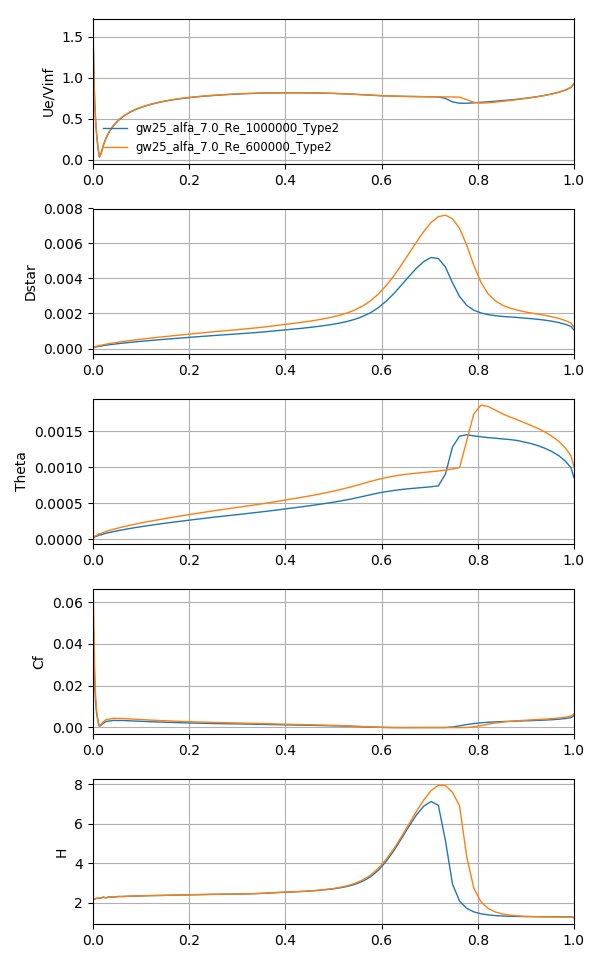 Ue/Vinf
1.5
1.0
0.5
0.0
gw25_alfa_7.0_Re_1000000_Type2
gw25_alfa_7.0_Re_600000_Type2
0.0 0.2 0.4 0.6 0.8 1.0
Dstar
0.008
0.006
0.004
0.002
0.000
0.0 0.2 0.4 0.6 0.8 1.0
Theta
0.0015
0.0010
0.0005
0.0000
0.0 0.2 0.4 0.6 0.8 1.0
Cf
0.06
0.04
0.02
0.00
0.0 0.2 0.4 0.6 0.8 1.0
H
8
6
4
2
0.0 0.2 0.4 0.6 0.8 1.0